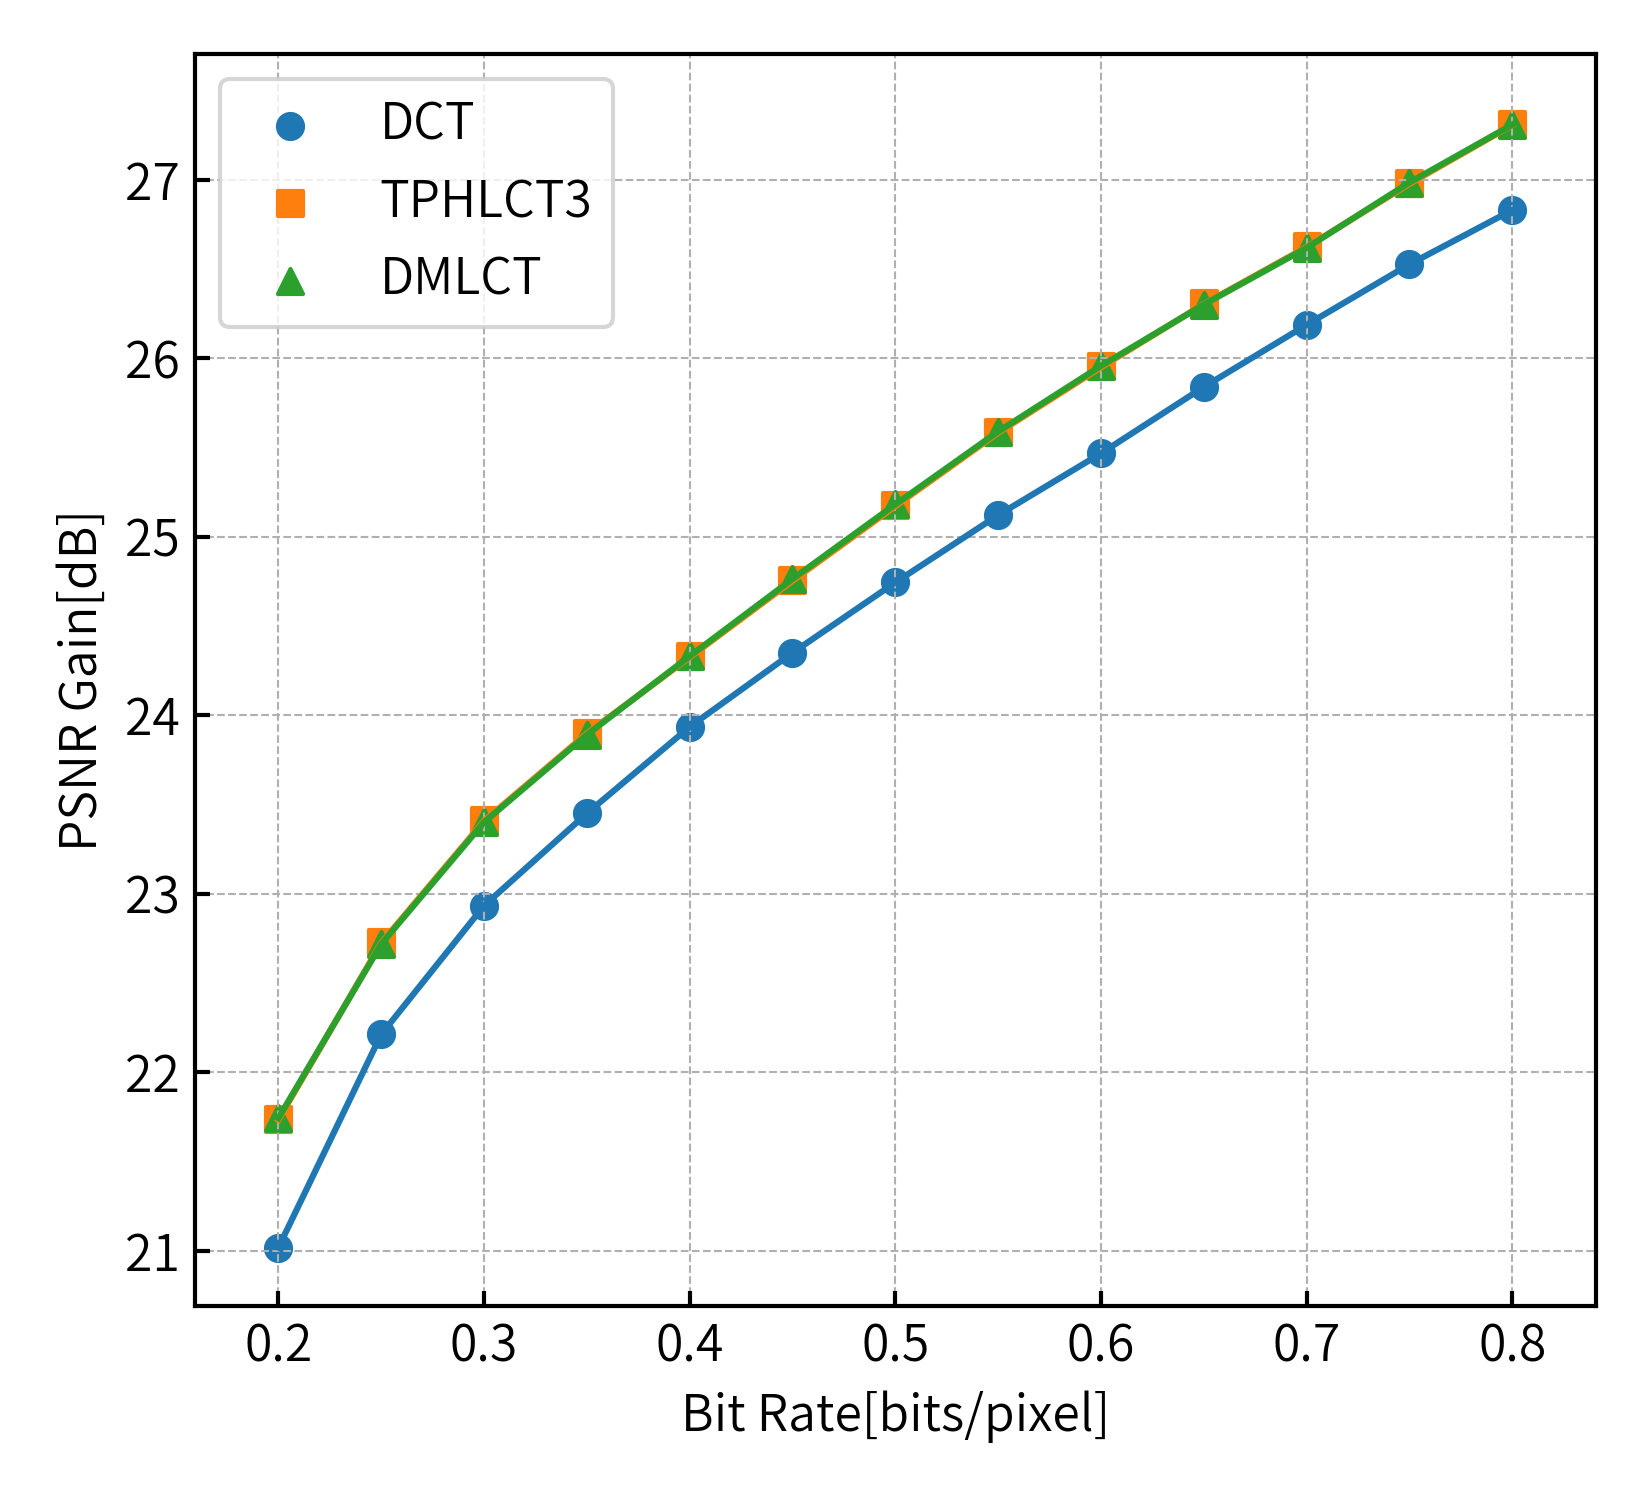 DCT
TPHLCT3
DMLCT
27
26
25
24
23
22
21
PSNR Gain[dB]
0.2 0.3 0.4 0.5 0.6 0.7 0.8
Bit Rate[bits/pixel]